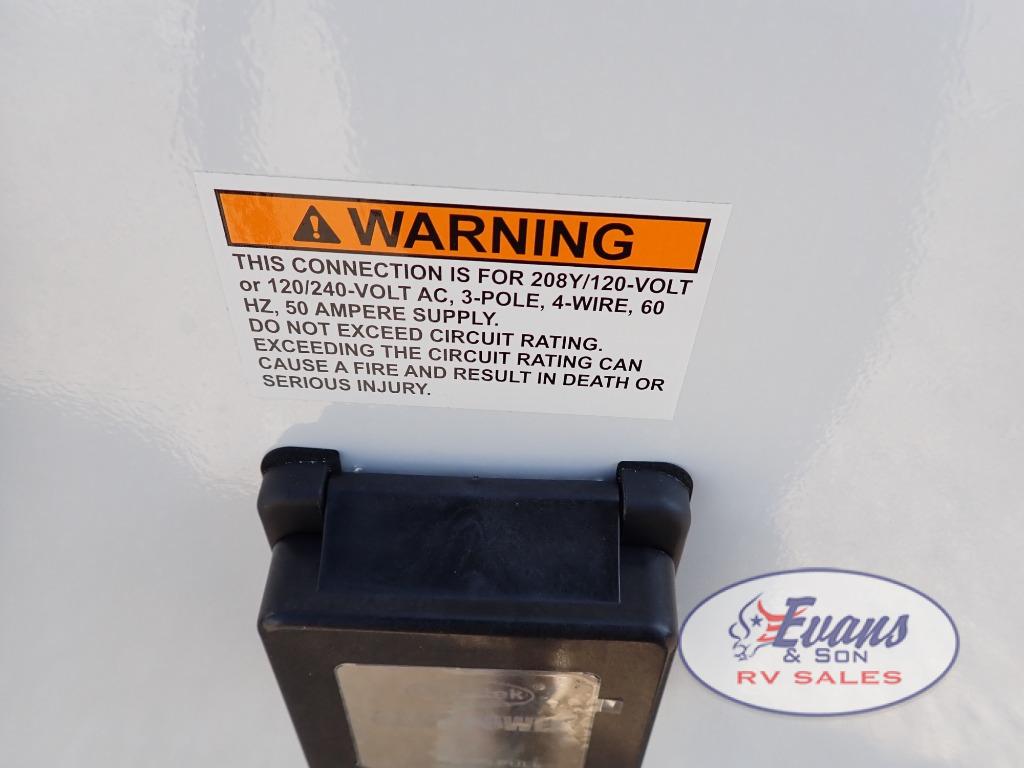 WARNING
THIS CONNECTION IS FOR 208Y/120-VOLT
or 120/240-VOLT AC, 3-POLE, 4-WIRE, 60
HZ, 50 AMPERE SUPPLY.
DO NOT EXCEED CIRCUIT RATING.
EXCEEDING THE CIRCUIT RATING CAN
CAUSE A FIRE AND RESULT IN DEATH OR
SERIOUS INJURY.
Evans
& SON
RV SALES
PULL